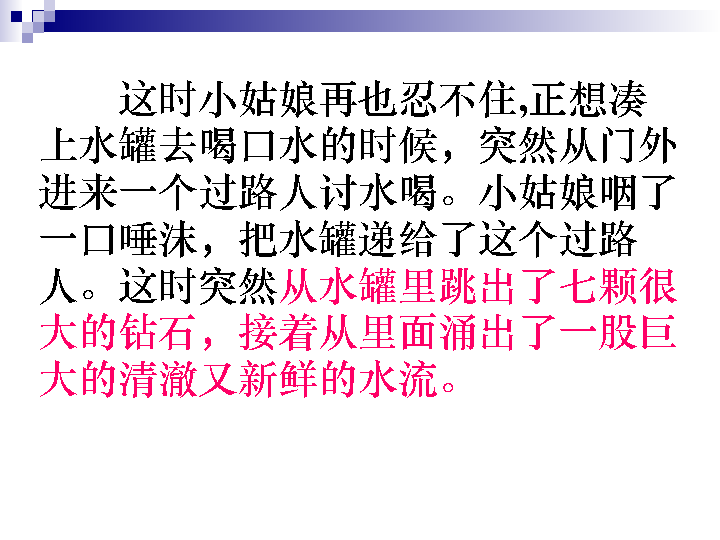 这时小姑娘再也忍不住,正想凑
上水罐去喝口水的时候，突然从门外
进来一个过路人讨水喝。小姑娘咽了
一口唾沫，把水罐递给了这个过路
人。这时突然从水罐里跳出了七颗很
大的钻石，接着从里面涌出了一股巨
大的清澈又新鲜的水流。